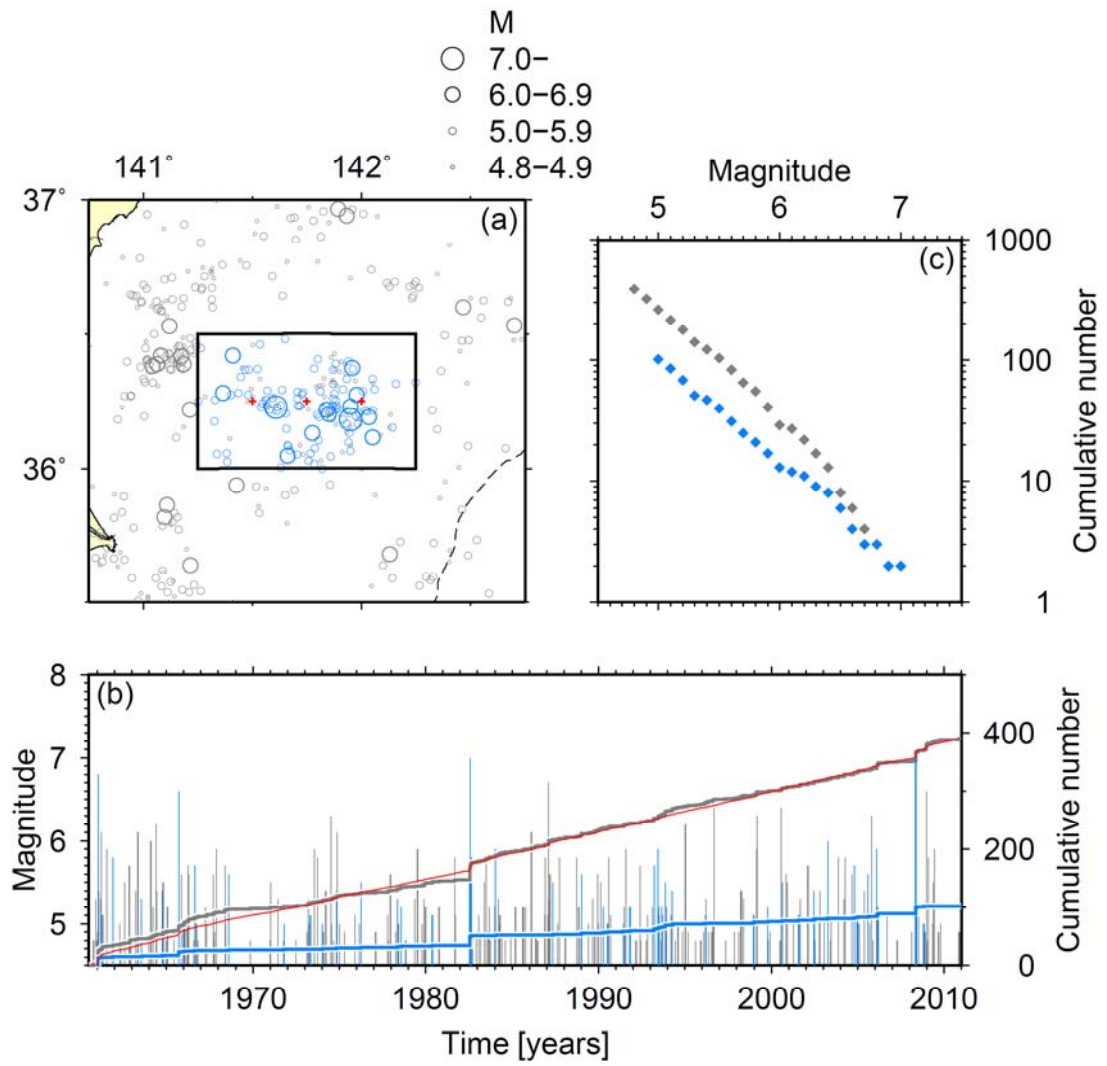 M
7.0−
6.0−6.9
5.0−5.9
4.8−4.9
141° 142°
37°
36°
(a)
Magnitude
5 6 7
(c)
1000
100
10
1
Cumulative number
(b)
8
7
6
5
Magnitude
400
200
0
Cumulative number
1970 1980 1990 2000 2010
Time [years]